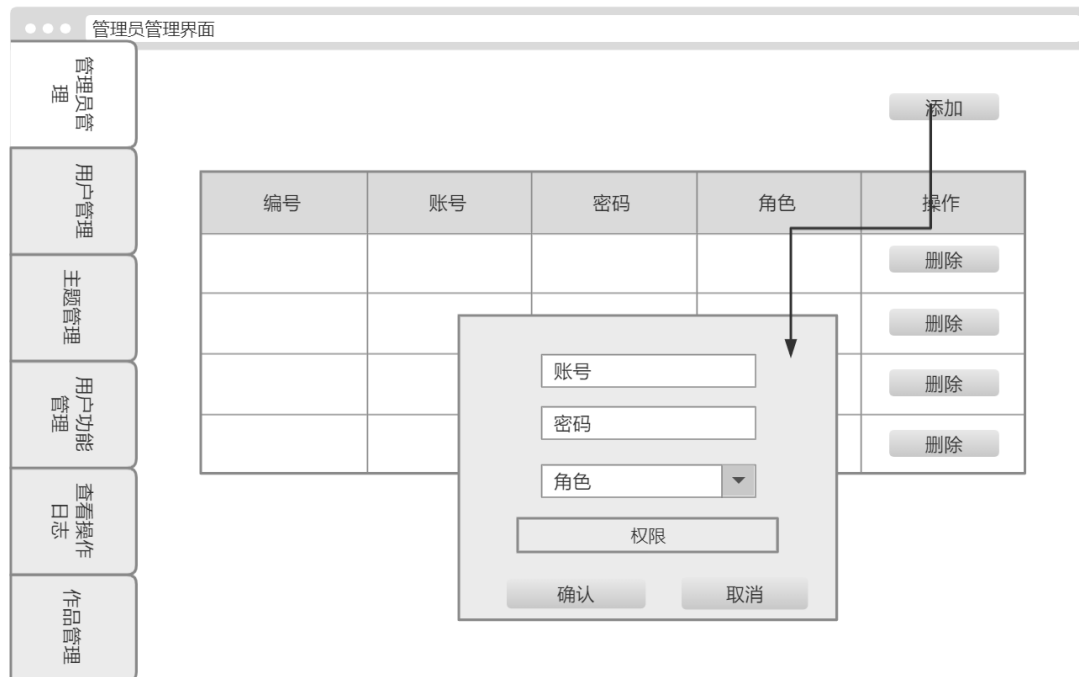 管理员管理界面
管理员管
理
用户管理
主题管理
用户功能
管理
查看操作
日志
作品管理
添加
编号 账号 密码 角色 操作
删除
删除
删除
删除
账号
密码
角色
权限
确认 取消